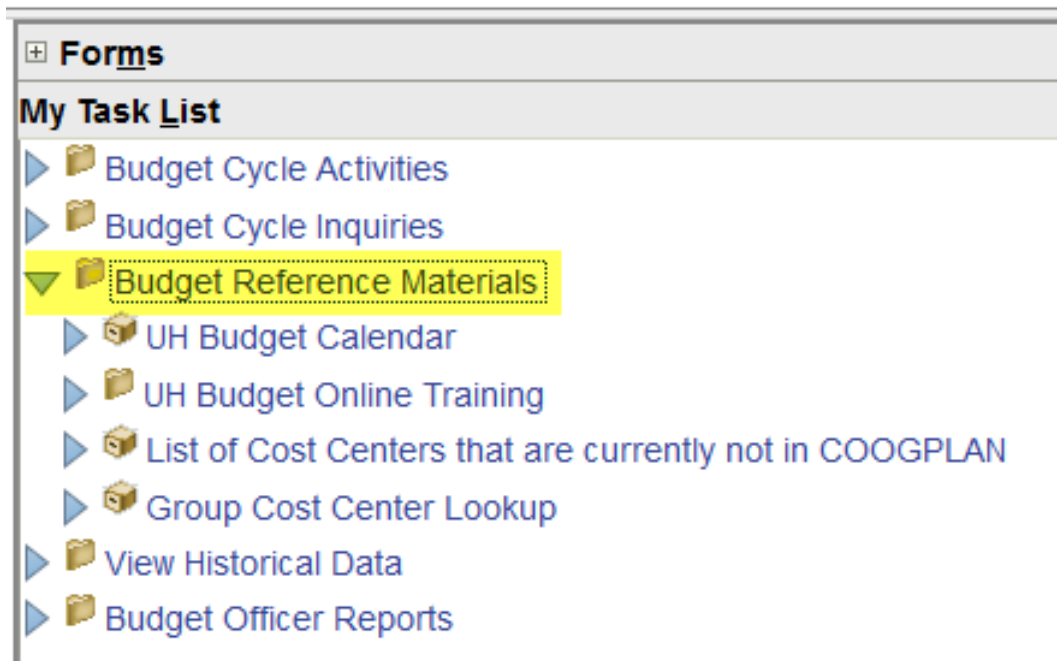 Forms
My Task List
Budget Cycle Activities
Budget Cycle Inquiries
Budget Reference Materials
UH Budget Calendar
UH Budget Online Training
List of Cost Centers that are currently not in COOGPLAN
Group Cost Center Lookup
View Historical Data
Budget Officer Reports